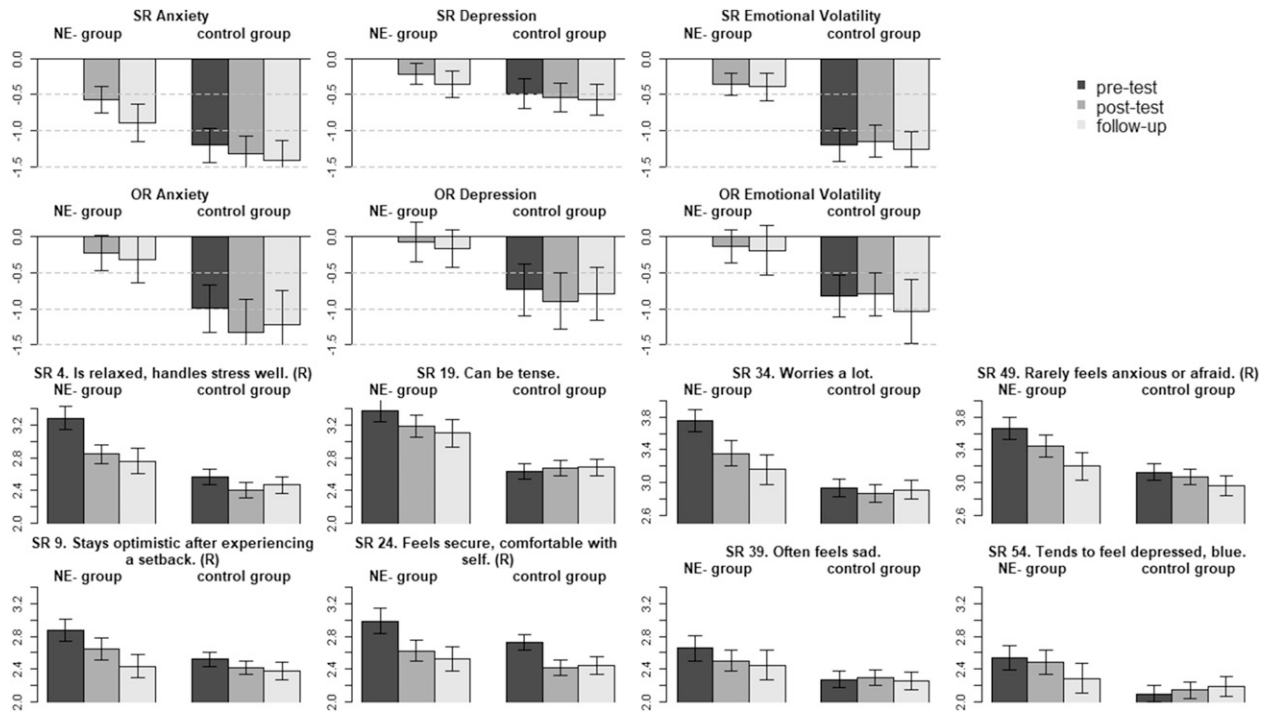 SR Anxiety
NE- group control group
0.0
-0.5
-1.0
-1.5
SR Depression
NE- group control group
0.0
-0.5
-1.0
-1.5
SR Emotional Volatility
NE- group control group
0.0
-0.5
-1.0
-1.5
pre-test
post-test
follow-up
OR Anxiety
NE- group control group
0.0
-0.5
-1.0
-1.5
OR Depression
NE- group control group
0.0
-0.5
-1.0
-1.5
OR Emotional Volatility
NE- group control group
0.0
-0.5
-1.0
-1.5
SR 4. Is relaxed, handles stress well. (R)
NE- group control group
3.2
2.8
2.4
2.0
SR 19. Can be tense.
NE- group control group
3.2
2.8
2.4
2.0
SR 34. Worries a lot.
NE- group control group
3.8
3.4
3.0
2.6
SR 49. Rarely feels anxious or afraid. (R)
NE- group control group
3.8
3.4
3.0
2.6
SR 9. Stays optimistic after experiencing
a setback. (R)
NE- group control group
3.2
2.8
2.4
2.0
SR 24. Feels secure, comfortable with
self. (R)
NE- group control group
3.2
2.8
2.4
2.0
SR 39. Often feels sad.
NE- group control group
3.2
2.8
2.4
2.0
SR 54. Tends to feel depressed, blue.
NE- group control group
3.2
2.8
2.4
2.0